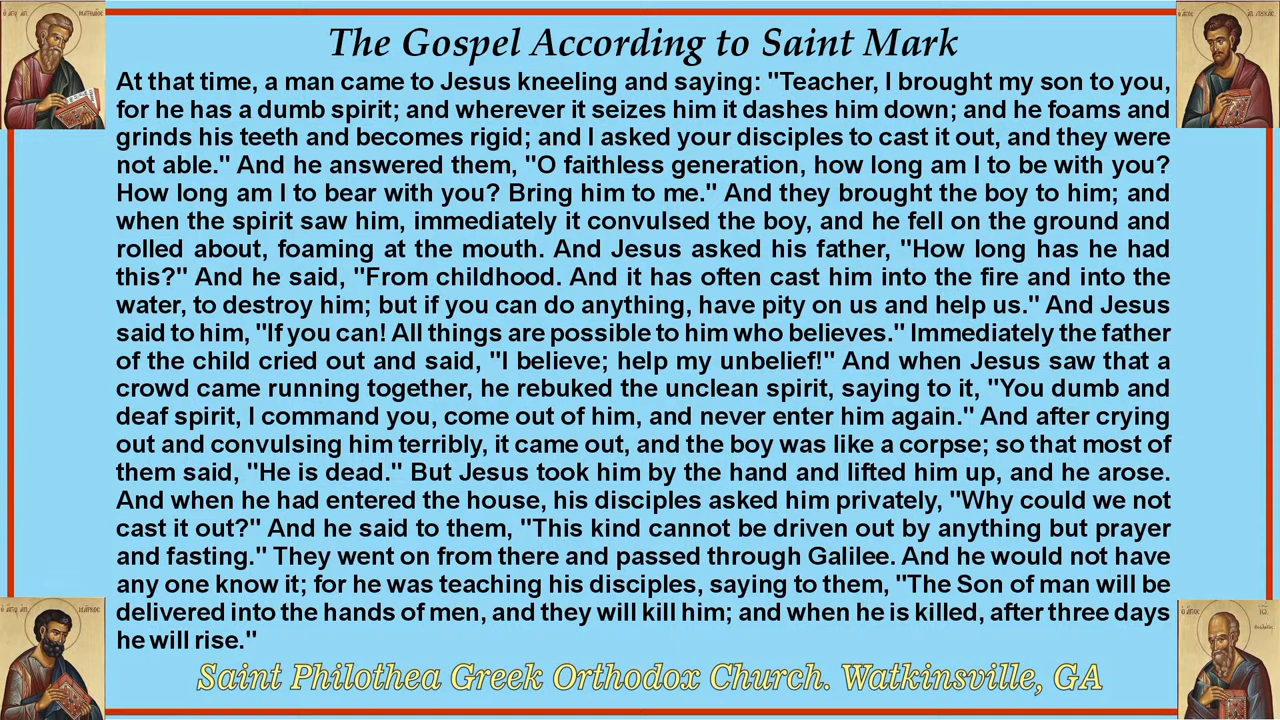 The Gospel According to Saint Mark
At that time, a man came to Jesus kneeling and saying: "Teacher, I brought my son to you,
for he has a dumb spirit; and wherever it seizes him it dashes him down; and he foams and
grinds his teeth and becomes rigid; and I asked your disciples to cast it out, and they were
not able." And he answered them, "O faithless generation, how long am I to be with you?
How long am I to bear with you? Bring him to me." And they brought the boy to him; and
when the spirit saw him, immediately it convulsed the boy, and he fell on the ground and
rolled about, foaming at the mouth. And Jesus asked his father, "How long has he had
this?" And he said, "From childhood. And it has often cast him into the fire and into the
water, to destroy him; but if you can do anything, have pity on us and help us." And Jesus
said to him, "If you can! All things are possible to him who believes." Immediately the father
of the child cried out and said, "I believe; help my unbelief!" And when Jesus saw that a
crowd came running together, he rebuked the unclean spirit, saying to it, "You dumb and
deaf spirit, I command you, come out of him, and never enter him again." And after crying
out and convulsing him terribly, it came out, and the boy was like a corpse; so that most of
them said, "He is dead." But Jesus took him by the hand and lifted him up, and he arose.
And when he had entered the house, his disciples asked him privately, "Why could we not
cast it out?" And he said to them, "This kind cannot be driven out by anything but prayer
and fasting." They went on from there and passed through Galilee. And he would not have
any one know it; for he was teaching his disciples, saying to them, "The Son of man will be
delivered into the hands of men, and they will kill him; and when he is killed, after three days
he will rise."
Saint Philothea Greek Orthodox Church. Watkinsville, GA